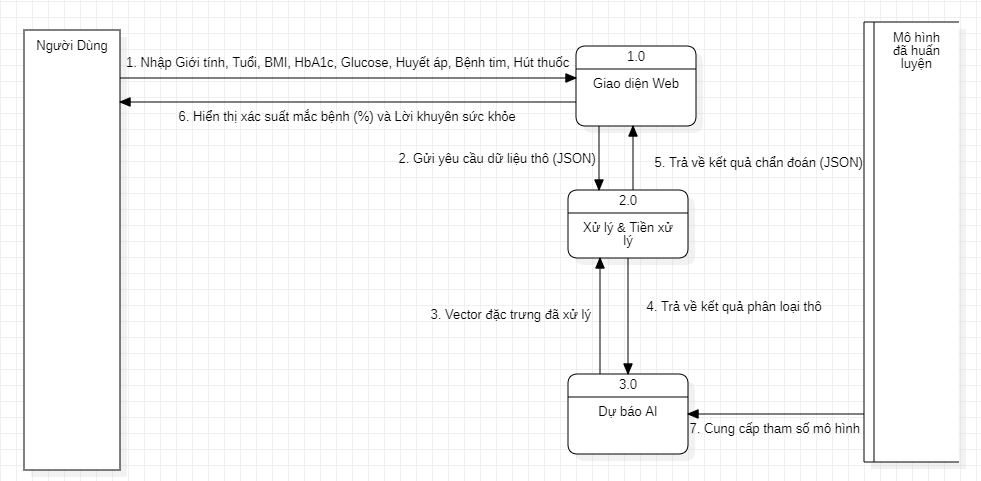 Người Dùng
1. Nhập Giới tính, Tuổi, BMI, HbA1c, Glucose, Huyết áp, Bệnh tim, Hút thuốc
1.0
Giao diện Web
Mô hình
đã huấn
luyện
6. Hiển thị xác suất mắc bệnh (%) và Lời khuyên sức khỏe
2. Gửi yêu cầu dữ liệu thô (JSON)
5. Trả về kết quả chẩn đoán (JSON)
2.0
Xử lý & Tiền xử
lý
3. Vector đặc trưng đã xử lý
4. Trả về kết quả phân loại thô
3.0
Dự báo AI
7. Cung cấp tham số mô hình